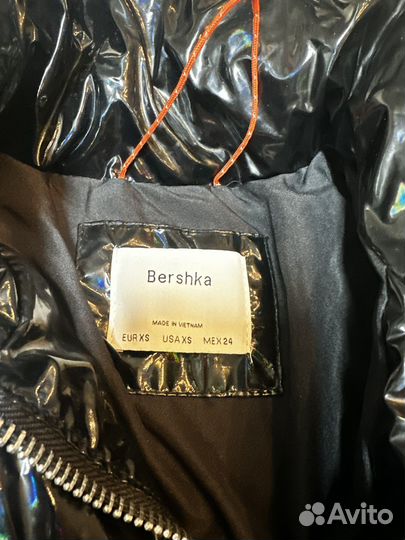 Bershka
MADE IN VIETNAM
EUR XS USA XS MEX 24
Avito